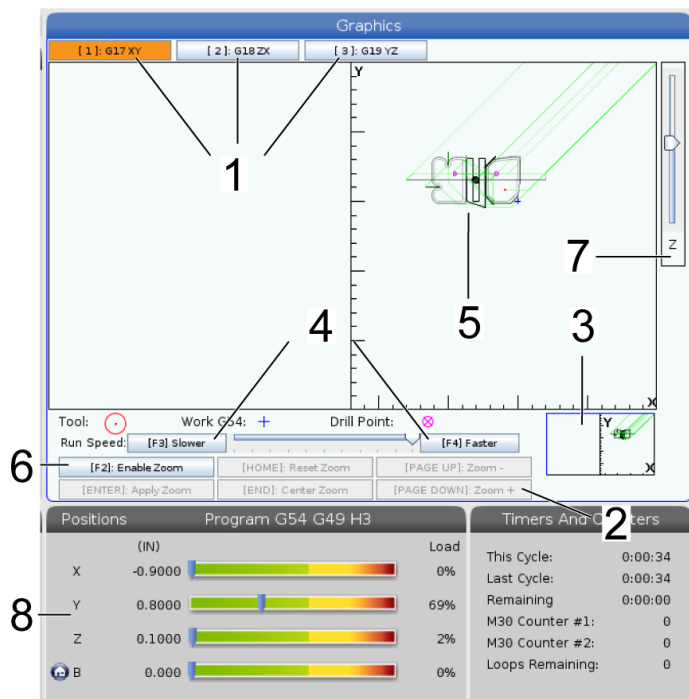 Graphics
[ 1 ]: G17 XY [ 2 ]: G18 ZX [ 3 ]: G19 YZ
Y
1
Z
7
5
3
4
X
Tool: Work G54: Drill Point:
Y
Run Speed: [F3] Slower [F4] Faster
X
6 [F2]: Enable Zoom [HOME]: Reset Zoom [PAGE UP]: Zoom -
[ENTER]: Apply Zoom [END]: Center Zoom [PAGE DOWN]: Zoom +
2
Positions Program G54 G49 H3
(IN) Load
X -0.9000 0%
8 Y 0.8000 69%
Z 0.1000 2%
B 0.000 0%
Timers And Counters
This Cycle: 0:00:34
Last Cycle: 0:00:34
Remaining 0:00:00
M30 Counter #1: 0
M30 Counter #2: 0
Loops Remaining: 0